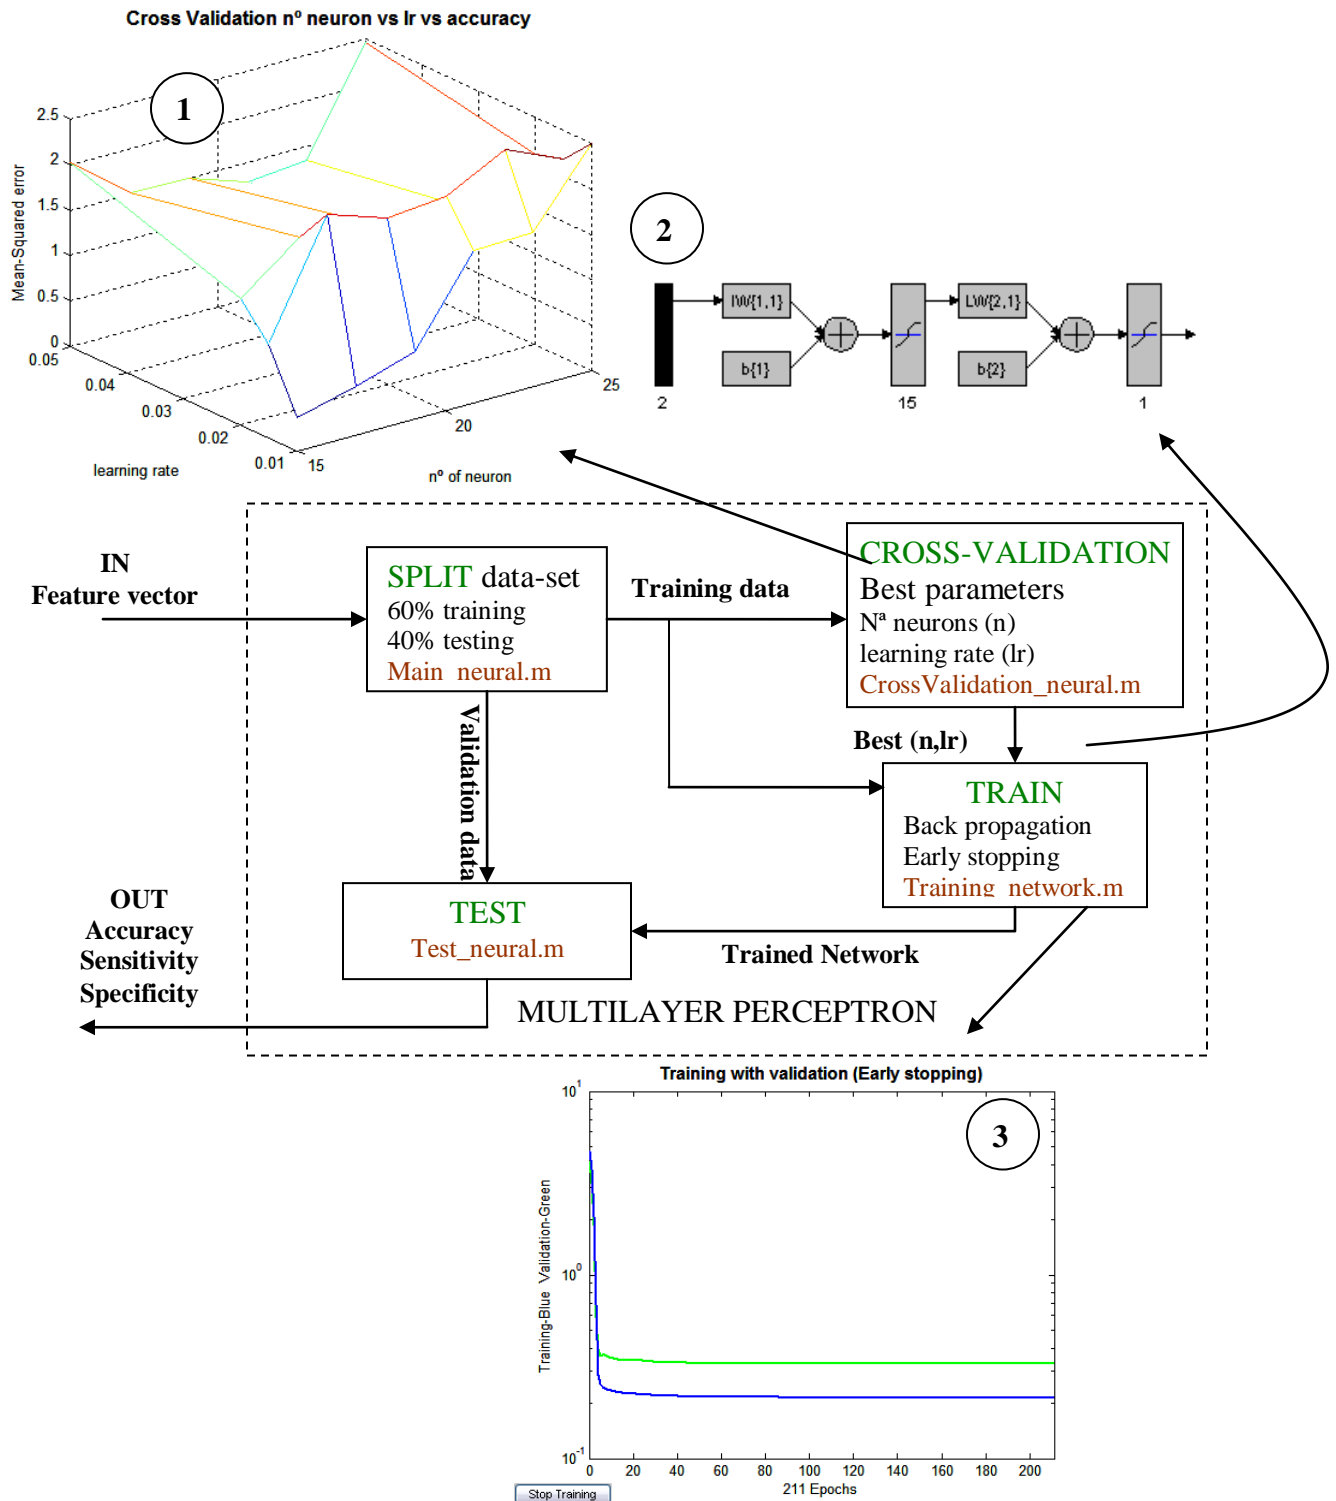 Cross Validation nº neuron vs lr vs accuracy
1
2.5
2
1.5
1
0.5
0
Mean-Squared error
0.05
0.04
0.03
0.02
0.01
learning rate
15
20
25
nº of neuron
2
IW{1,1}
b{1}
LW{2,1}
b{2}
2
15
1
IN
Feature vector
SPLIT data-set
60% training
40% testing
Main_neural.m
Training data
CROSS-VALIDATION
Best parameters
Nª neurons (n)
learning rate (lr)
CrossValidation_neural.m
Validation data
Best (n,lr)
TRAIN
Back propagation
Early stopping
Training_network.m
OUT
Accuracy
Sensitivity
Specificity
TEST
Test_neural.m
Trained Network
MULTILAYER PERCEPTRON
Training with validation (Early stopping)
3
10^1
10^0
10^-1
Training-Blue Validation-Green
0 20 40 60 80 100 120 140 160 180 200
211 Epochs
Stop Training